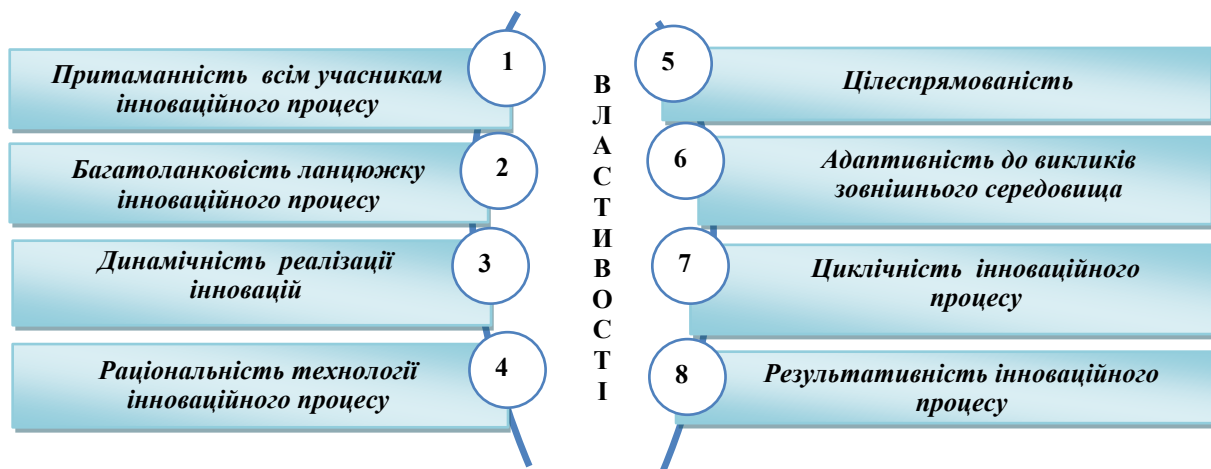 1
Притаманність всім учасникам
інноваційного процесу
2
Багатоланковість ланцюжку
інноваційного процесу
3
Динамічність реалізації
інновацій
4
Раціональність технології
інноваційного процесу
В
Л
А
С
Т
И
В
О
С
Т
І
5
Цілеспрямованість
6
Адаптивність до викликів
зовнішнього середовища
7
Циклічність інноваційного
процесу
8
Результативність інноваційного
процесу